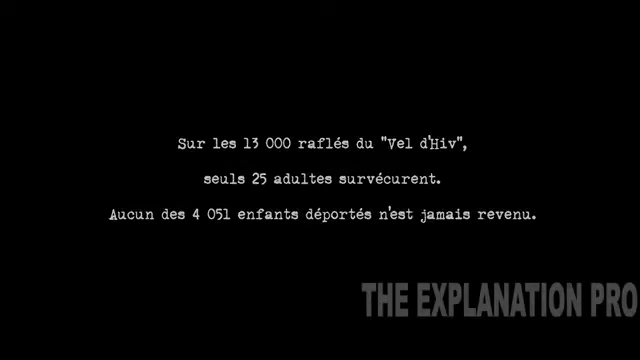 Sur les 13 000 raflés du "Vel d'Hiv",
seuls 25 adultes survécurent.
Aucun des 4 051 enfants déportés n'est jamais revenu.
THE EXPLANATION PRO